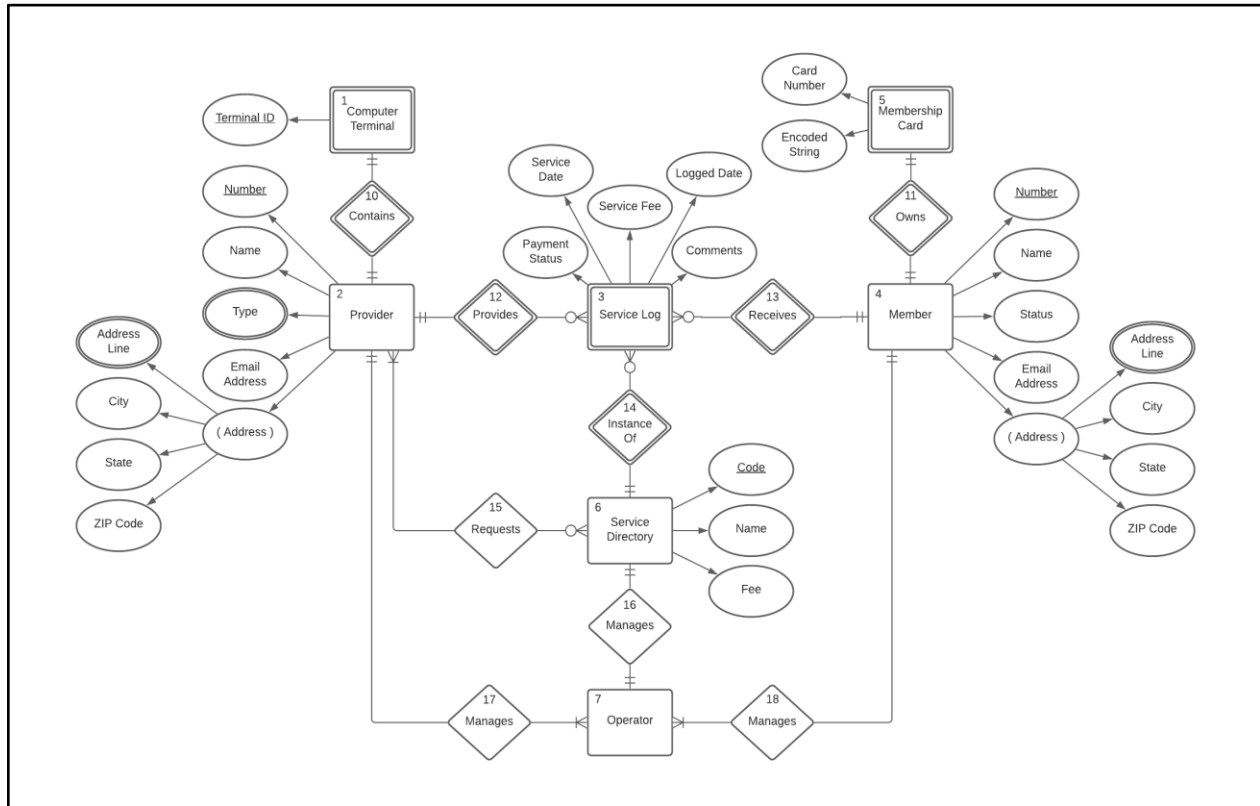 1
Computer
Terminal
Terminal ID
Card
Number
5
Membership
Card
Encoded
String
Service
Date
Logged Date
Number
10
Contains
Service Fee
11
Owns
Number
Name
Payment
Status
Comments
Name
Type
2
Provider
12
Provides
3
Service Log
13
Receives
4
Member
Status
Address
Line
Email
Address
Email
Address
Address
Line
City
( Address )
14
Instance
Of
( Address )
City
State
Code
State
ZIP Code
15
Requests
6
Service
Directory
Name
ZIP Code
Fee
16
Manages
17
Manages
7
Operator
18
Manages